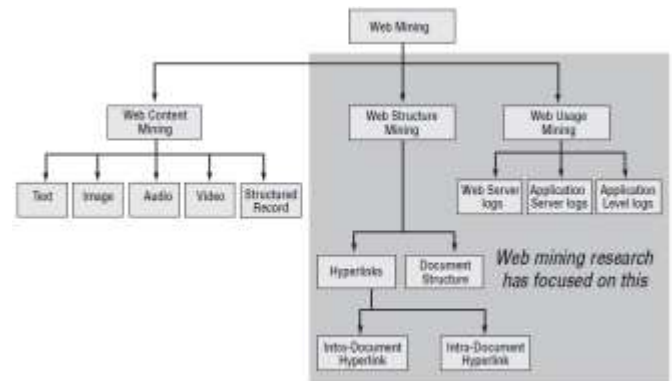 Web Mining
Web Content
Mining
Web Structure
Mining
Web Usage
Mining
Text
Image
Audio
Video
Structured
Record
Web Server
logs
Application
Server logs
Application
Level logs
Hyperlinks
Document
Structure
Web mining research
has focused on this
Intra-Document
Hyperlink
Intra-Document
Hyperlink